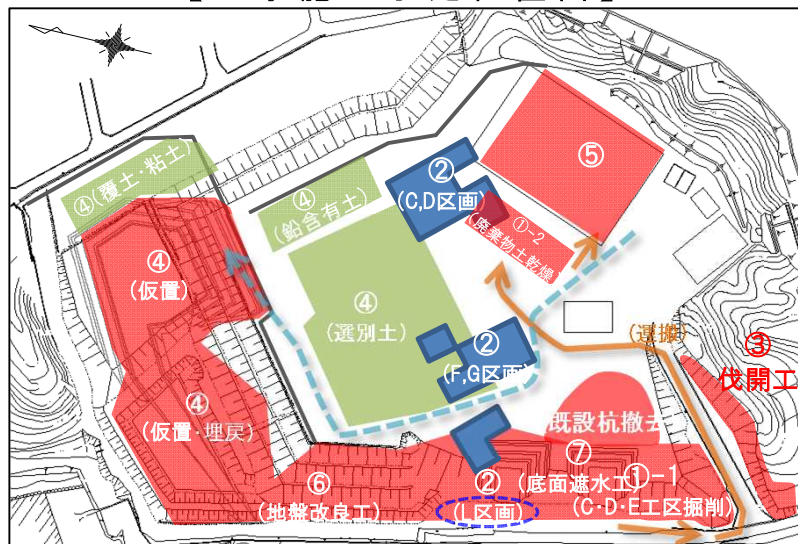 ④(覆土・粘土)
④
(鉛含有土)
②
(C,D区画)
⑤
①-2
(廃棄物土乾燥)
④
(仮置)
④
(選別土)
②
(F,G区画)
(運搬)
③
伐開工
④
(仮置・埋戻)
既設杭撤去
⑦
(底面遮水工)
⑥
(地盤改良工)
②
(L区画)
①-1
(C・D・E工区掘削)